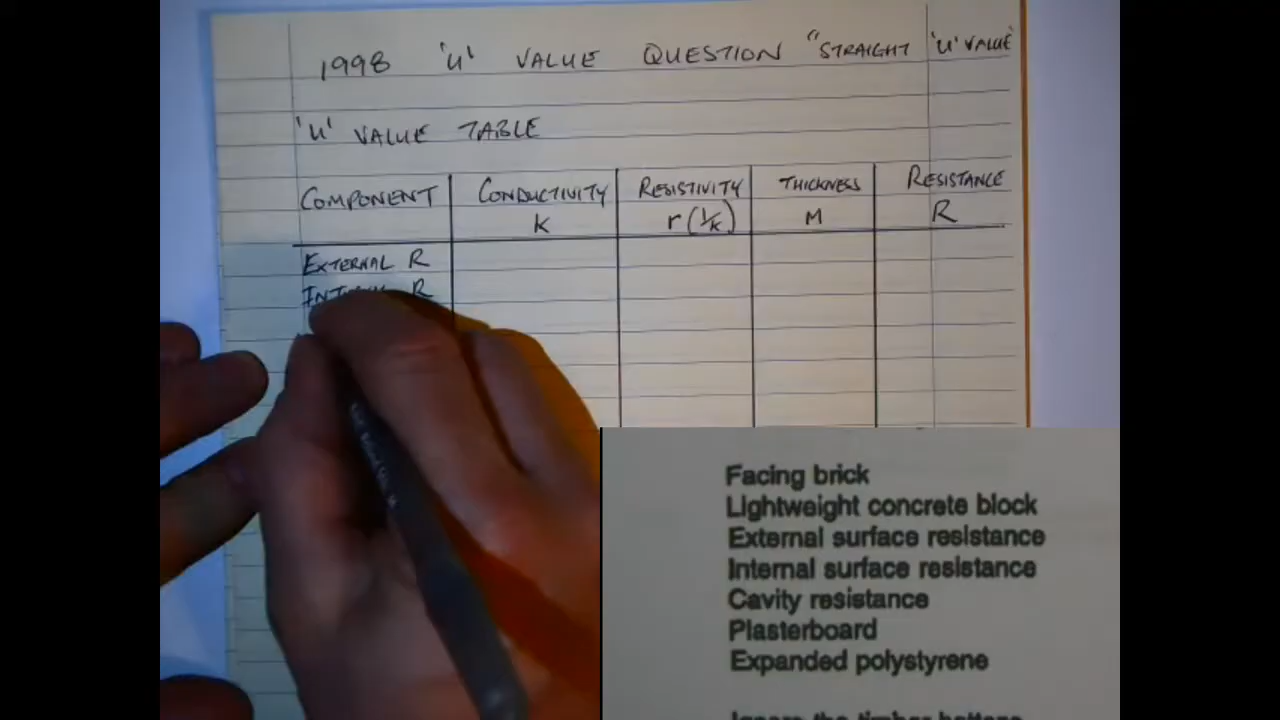 1998 'U' VALUE QUESTION "STRAIGHT 'U' VALUE'
'U' VALUE TABLE
COMPONENT CONDUCTIVITY RESISTIVITY THICKNESS RESISTANCE
k r (1/k) M R
EXTERNAL R
R
Facing brick
Lightweight concrete block
External surface resistance
Internal surface resistance
Cavity resistance
Plasterboard
Expanded polystyrene